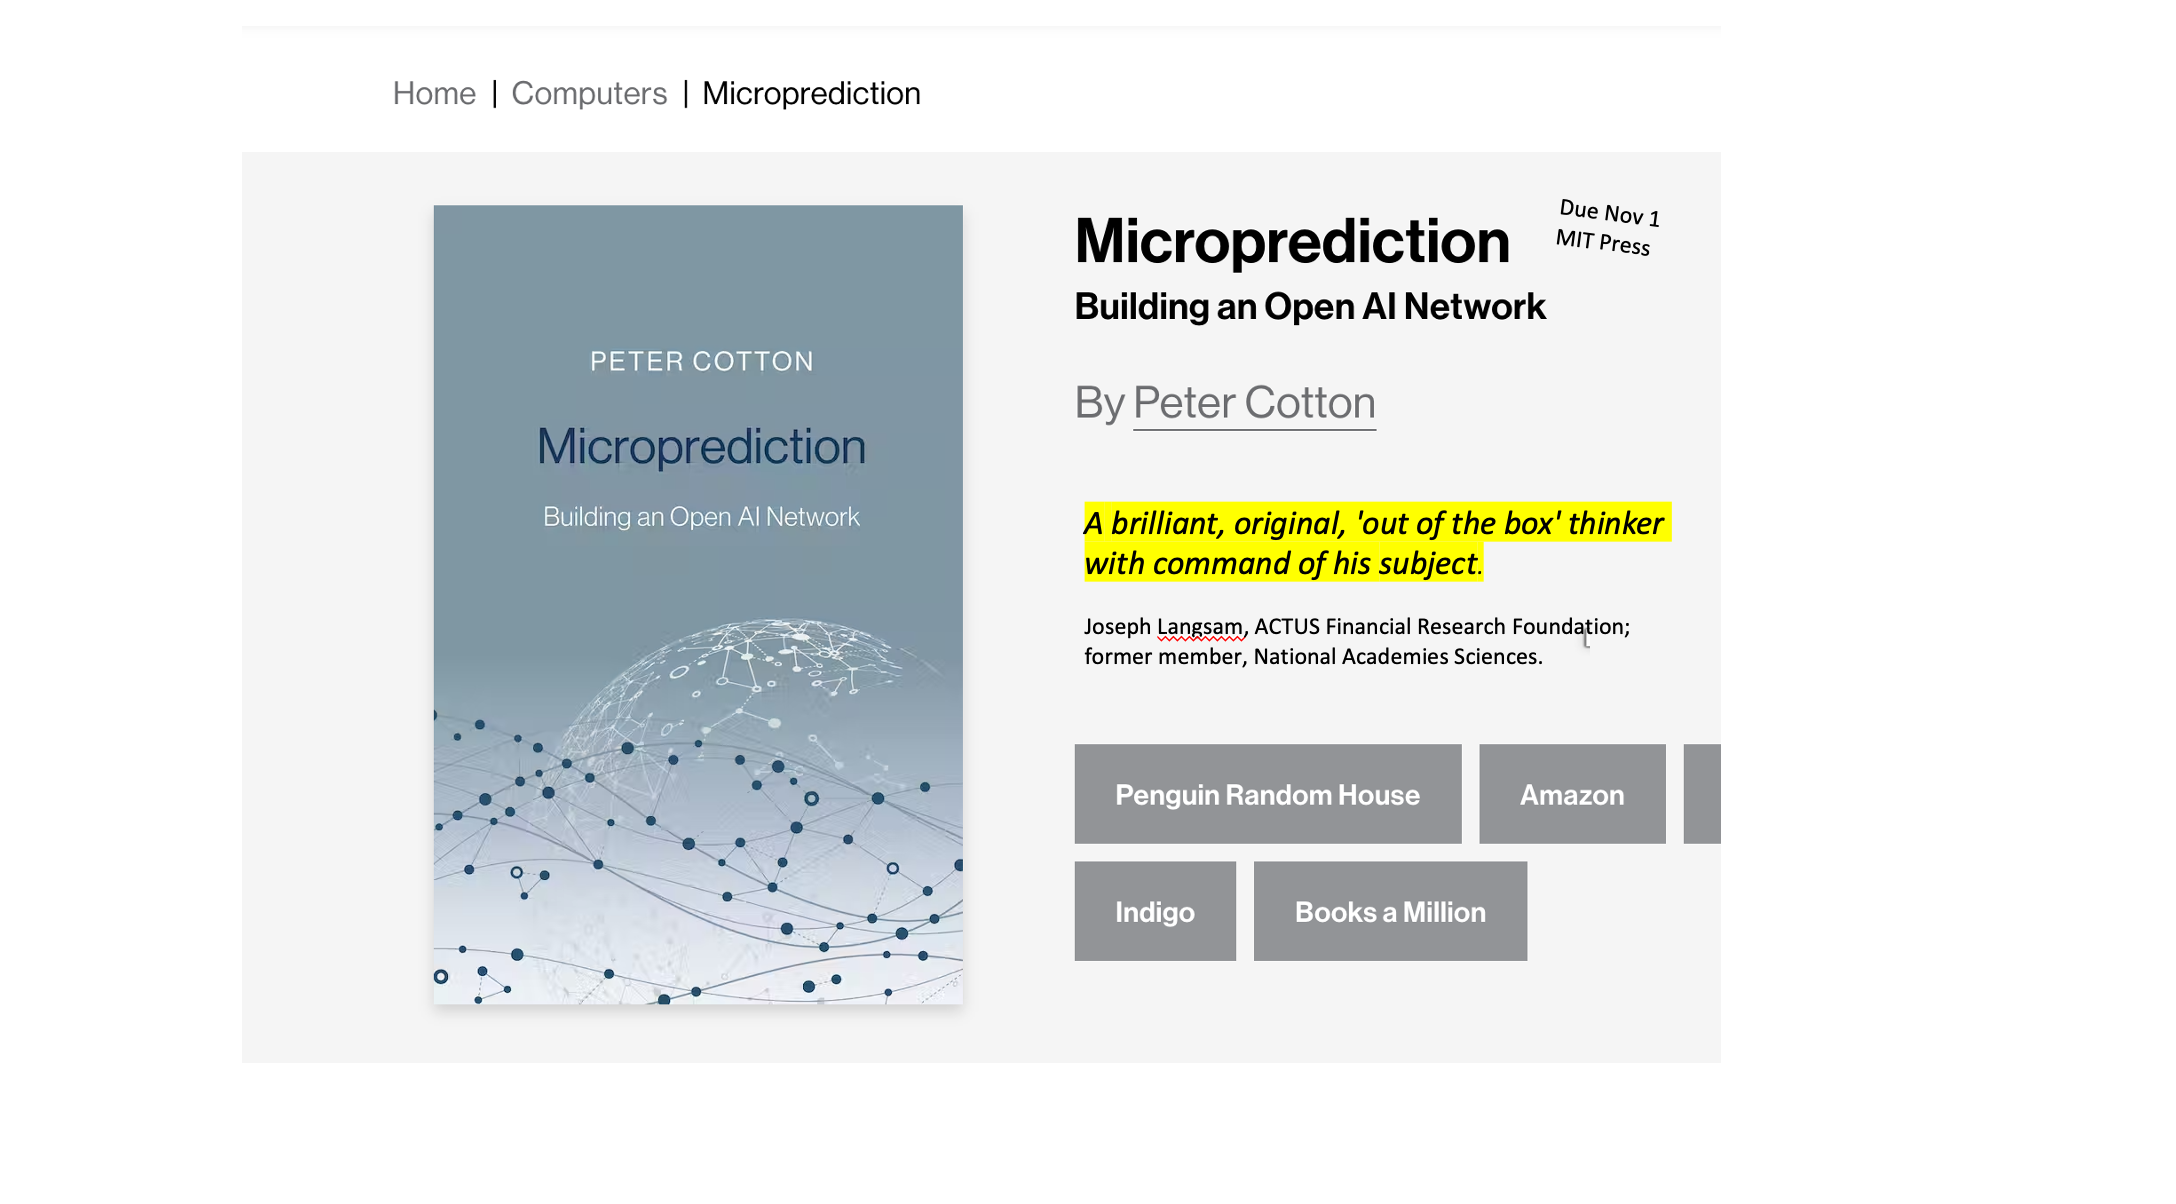 Home | Computers | Microprediction
PETER COTTON
Microprediction
Building an Open AI Network
Microprediction
Due Nov 1
MIT Press
Building an Open AI Network
By Peter Cotton
A brilliant, original, 'out of the box' thinker
with command of his subject.
Joseph Langsam, ACTUS Financial Research Foundation;
former member, National Academies Sciences.
Penguin Random House
Amazon
Indigo
Books a Million